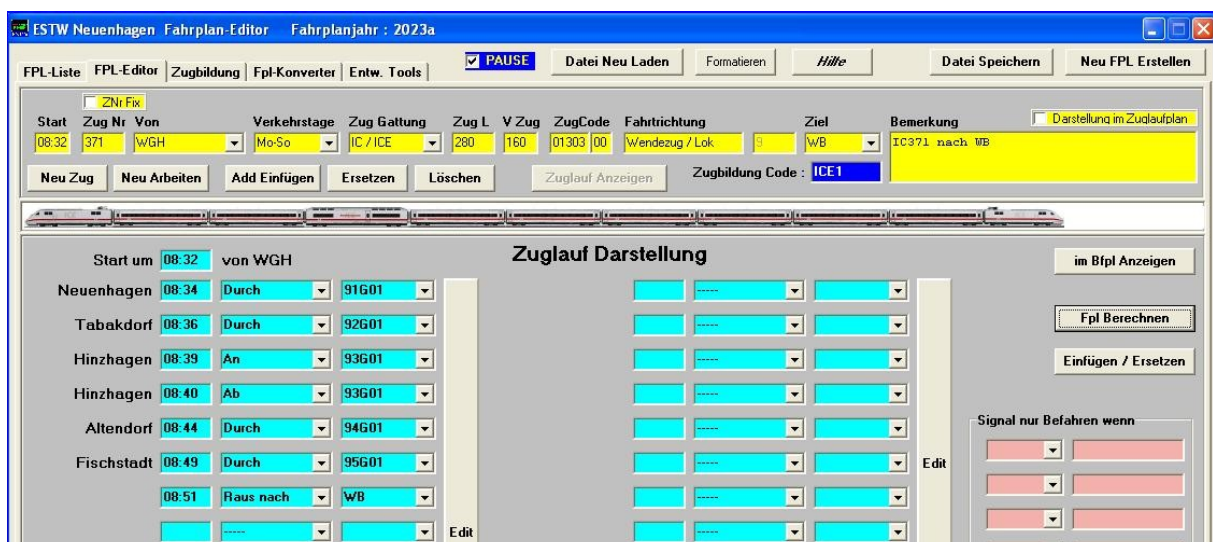 ESTW Neuenhagen Fahrplan-Editor Fahrplanjahr : 2023a
FPL-Liste FPL-Editor Zugbildung Fpl-Konverter Entw. Tools PAUSE Datei Neu Laden Formatieren Hilfe Datei Speichern Neu FPL Erstellen
ZNr Fix
Start Zug Nr Von Verkehrstage Zug Gattung Zug L V Zug ZugCode Fahrtrichtung Ziel Bemerkung Darstellung im Zuglaufplan
08:32 371 WGH Mo-So IC / ICE 280 160 01303 00 Wendezug / Lok 9 WB IC371 nach WB
Neu Zug Neu Arbeiten Add Einfügen Ersetzen Löschen Zuglauf Anzeigen Zugbildung Code : ICE1
Zuglauf Darstellung
Start um 08:32 von WGH im Bfpl Anzeigen
Neuenhagen 08:34 Durch 91G01 -----
Tabakdorf 08:36 Durch 92G01 ----- Fpl Berechnen
Hinzhagen 08:39 An 93G01 ----- Einfügen / Ersetzen
Hinzhagen 08:40 Ab 93G01 -----
Altendorf 08:44 Durch 94G01 ----- Signal nur Befahren wenn
Fischstadt 08:49 Durch 95G01 ----- Edit
08:51 Raus nach WB -----
----- Edit -----